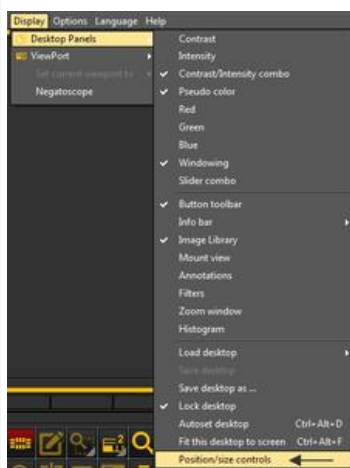 Display Options Language Help
Desktop Panels
ViewPort
Set current viewport to
Negatoscope
Contrast
Intensity
Contrast/Intensity combo
Pseudo color
Red
Green
Blue
Windowing
Slider combo
Button toolbar
Info bar
Image Library
Mount view
Annotations
Filters
Zoom window
Histogram
Load desktop
Save desktop
Save desktop as ...
Lock desktop
Autoset desktop Ctrl+Alt+D
Fit this desktop to screen Ctrl+Alt+F
Position/size controls